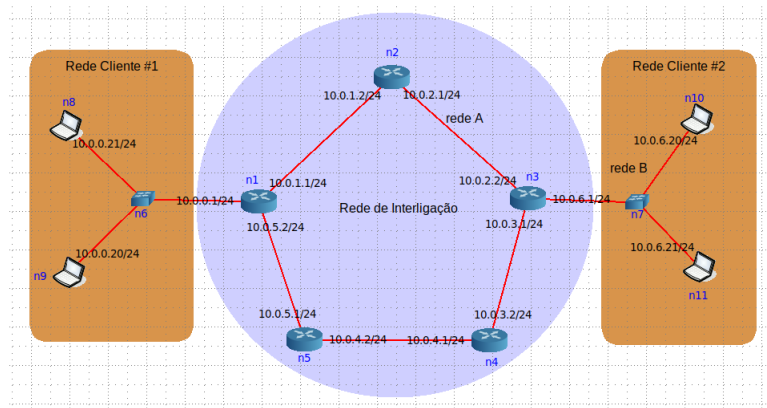 n2
Rede Cliente #1
Rede Cliente #2
n8
n10
10.0.1.2/24
10.0.2.1/24
rede A
10.0.0.21/24
10.0.6.20/24
rede B
n1
10.0.1.1/24
10.0.2.2/24
n3
n6
10.0.0.1/24
Rede de Interligação
10.0.6.1/24
n7
10.0.5.2/24
10.0.3.1/24
10.0.0.20/24
10.0.6.21/24
n9
n11
10.0.5.1/24
10.0.3.2/24
10.0.4.2/24
10.0.4.1/24
n5
n4